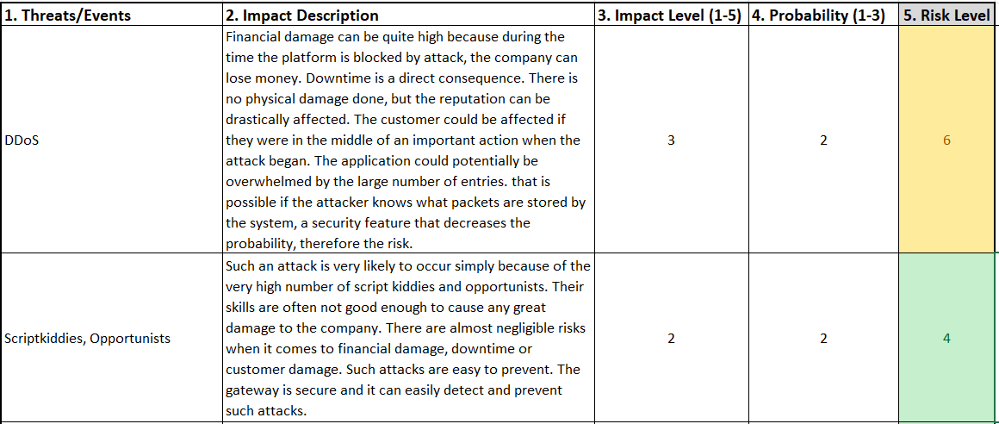 1. Threats/Events 2. Impact Description 3. Impact Level (1-5) 4. Probability (1-3) 5. Risk Level
DDoS
Financial damage can be quite high because during the
time the platform is blocked by attack, the company can
lose money. Downtime is a direct consequence. There is
no physical damage done, but the reputation can be
drastically affected. The customer could be affected if
they were in the middle of an important action when the
attack began. The application could potentially be
overwhelmed by the large number of entries. that is
possible if the attacker knows what packets are stored by
the system, a security feature that decreases the
probability, therefore the risk.
3
2
6
Scriptkiddies, Opportunists
Such an attack is very likely to occur simply because of the
very high number of script kiddies and opportunists. Their
skills are often not good enough to cause any great
damage to the company. There are almost negligible risks
when it comes to financial damage, downtime or
customer damage. Such attacks are easy to prevent. The
gateway is secure and it can easily detect and prevent
such attacks.
2
2
4